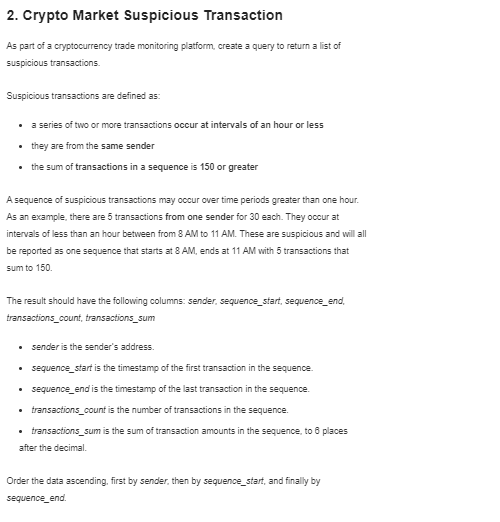 2. Crypto Market Suspicious Transaction
As part of a cryptocurrency trade monitoring platform, create a query to return a list of
suspicious transactions.
Suspicious transactions are defined as:
• a series of two or more transactions occur at intervals of an hour or less
• they are from the same sender
• the sum of transactions in a sequence is 150 or greater
A sequence of suspicious transactions may occur over time periods greater than one hour.
As an example, there are 5 transactions from one sender for 30 each. They occur at
intervals of less than an hour between from 8 AM to 11 AM. These are suspicious and will all
be reported as one sequence that starts at 8 AM, ends at 11 AM with 5 transactions that
sum to 150.
The result should have the following columns: sender, sequence_start, sequence_end,
transactions_count, transactions_sum
• sender is the sender's address.
• sequence_start is the timestamp of the first transaction in the sequence.
• sequence_end is the timestamp of the last transaction in the sequence.
• transactions_count is the number of transactions in the sequence.
• transactions_sum is the sum of transaction amounts in the sequence, to 6 places
after the decimal.
Order the data ascending, first by sender, then by sequence_start, and finally by
sequence_end.